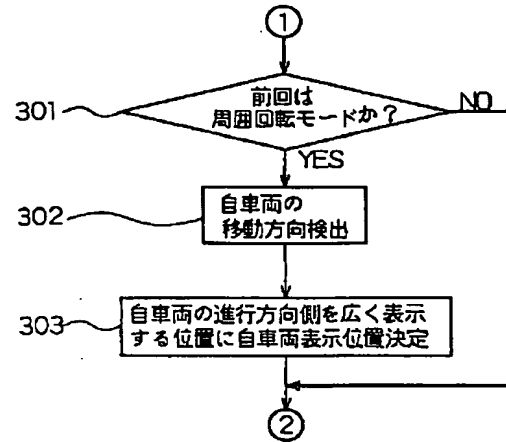 ①
前回は
周囲回転モードか?
301
NO
YES
302
自車両の
移動方向検出
303
自車両の進行方向側を広く表示
する位置に自車両表示位置決定
②